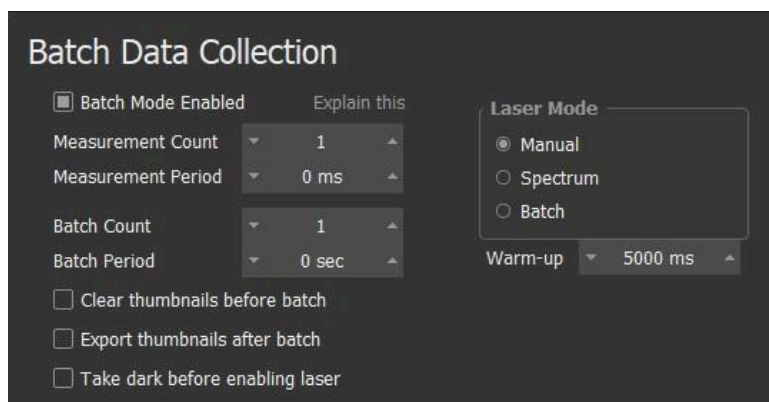 Batch Data Collection
Batch Mode Enabled Explain this
Measurement Count 1
Measurement Period 0 ms
Batch Count 1
Batch Period 0 sec
Clear thumbnails before batch
Export thumbnails after batch
Take dark before enabling laser
Laser Mode
Manual
Spectrum
Batch
Warm-up 5000 ms